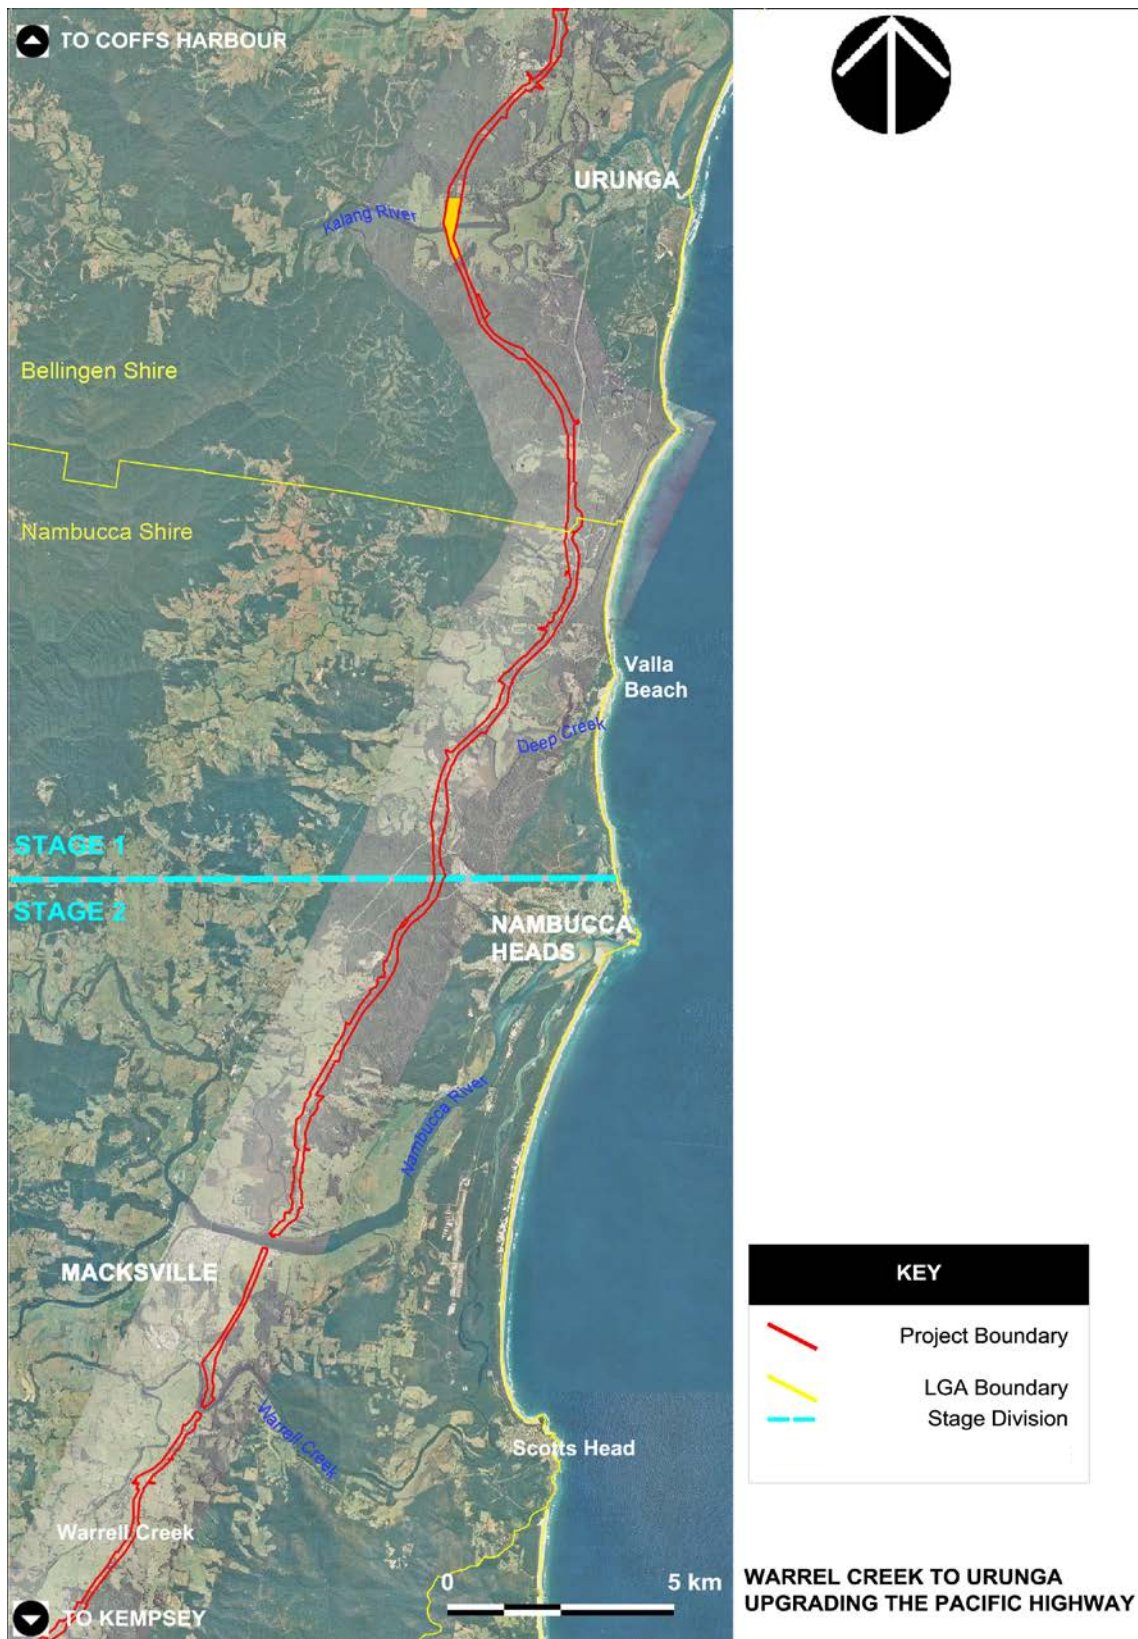 TO COFFS HARBOUR
URUNGA
Kalang River
Bellingen Shire
Nambucca Shire
Valla
Beach
Deep Creek
STAGE 1
STAGE 2
NAMBUCCA
HEADS
Nambucca River
MACKSVILLE
Warrell Creek
Scotts Head
Warrell Creek
TO KEMPSEY
0 5 km
KEY
Project Boundary
LGA Boundary
Stage Division
WARREL CREEK TO URUNGA
UPGRADING THE PACIFIC HIGHWAY